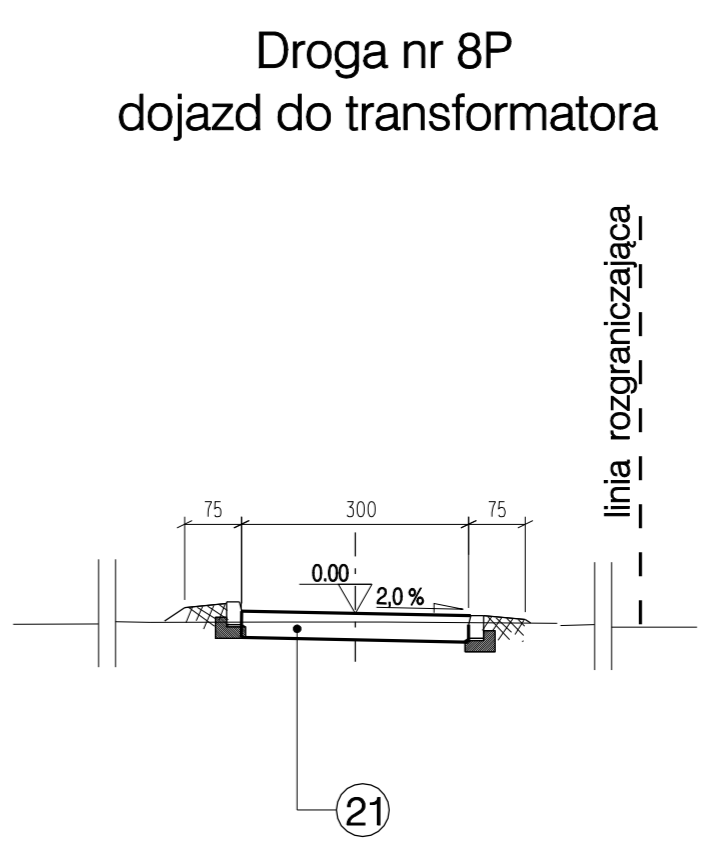 Droga nr 8P
dojazd do transformatora
linia rozgraniczająca
75 300 75
0.00
2,0 %
21